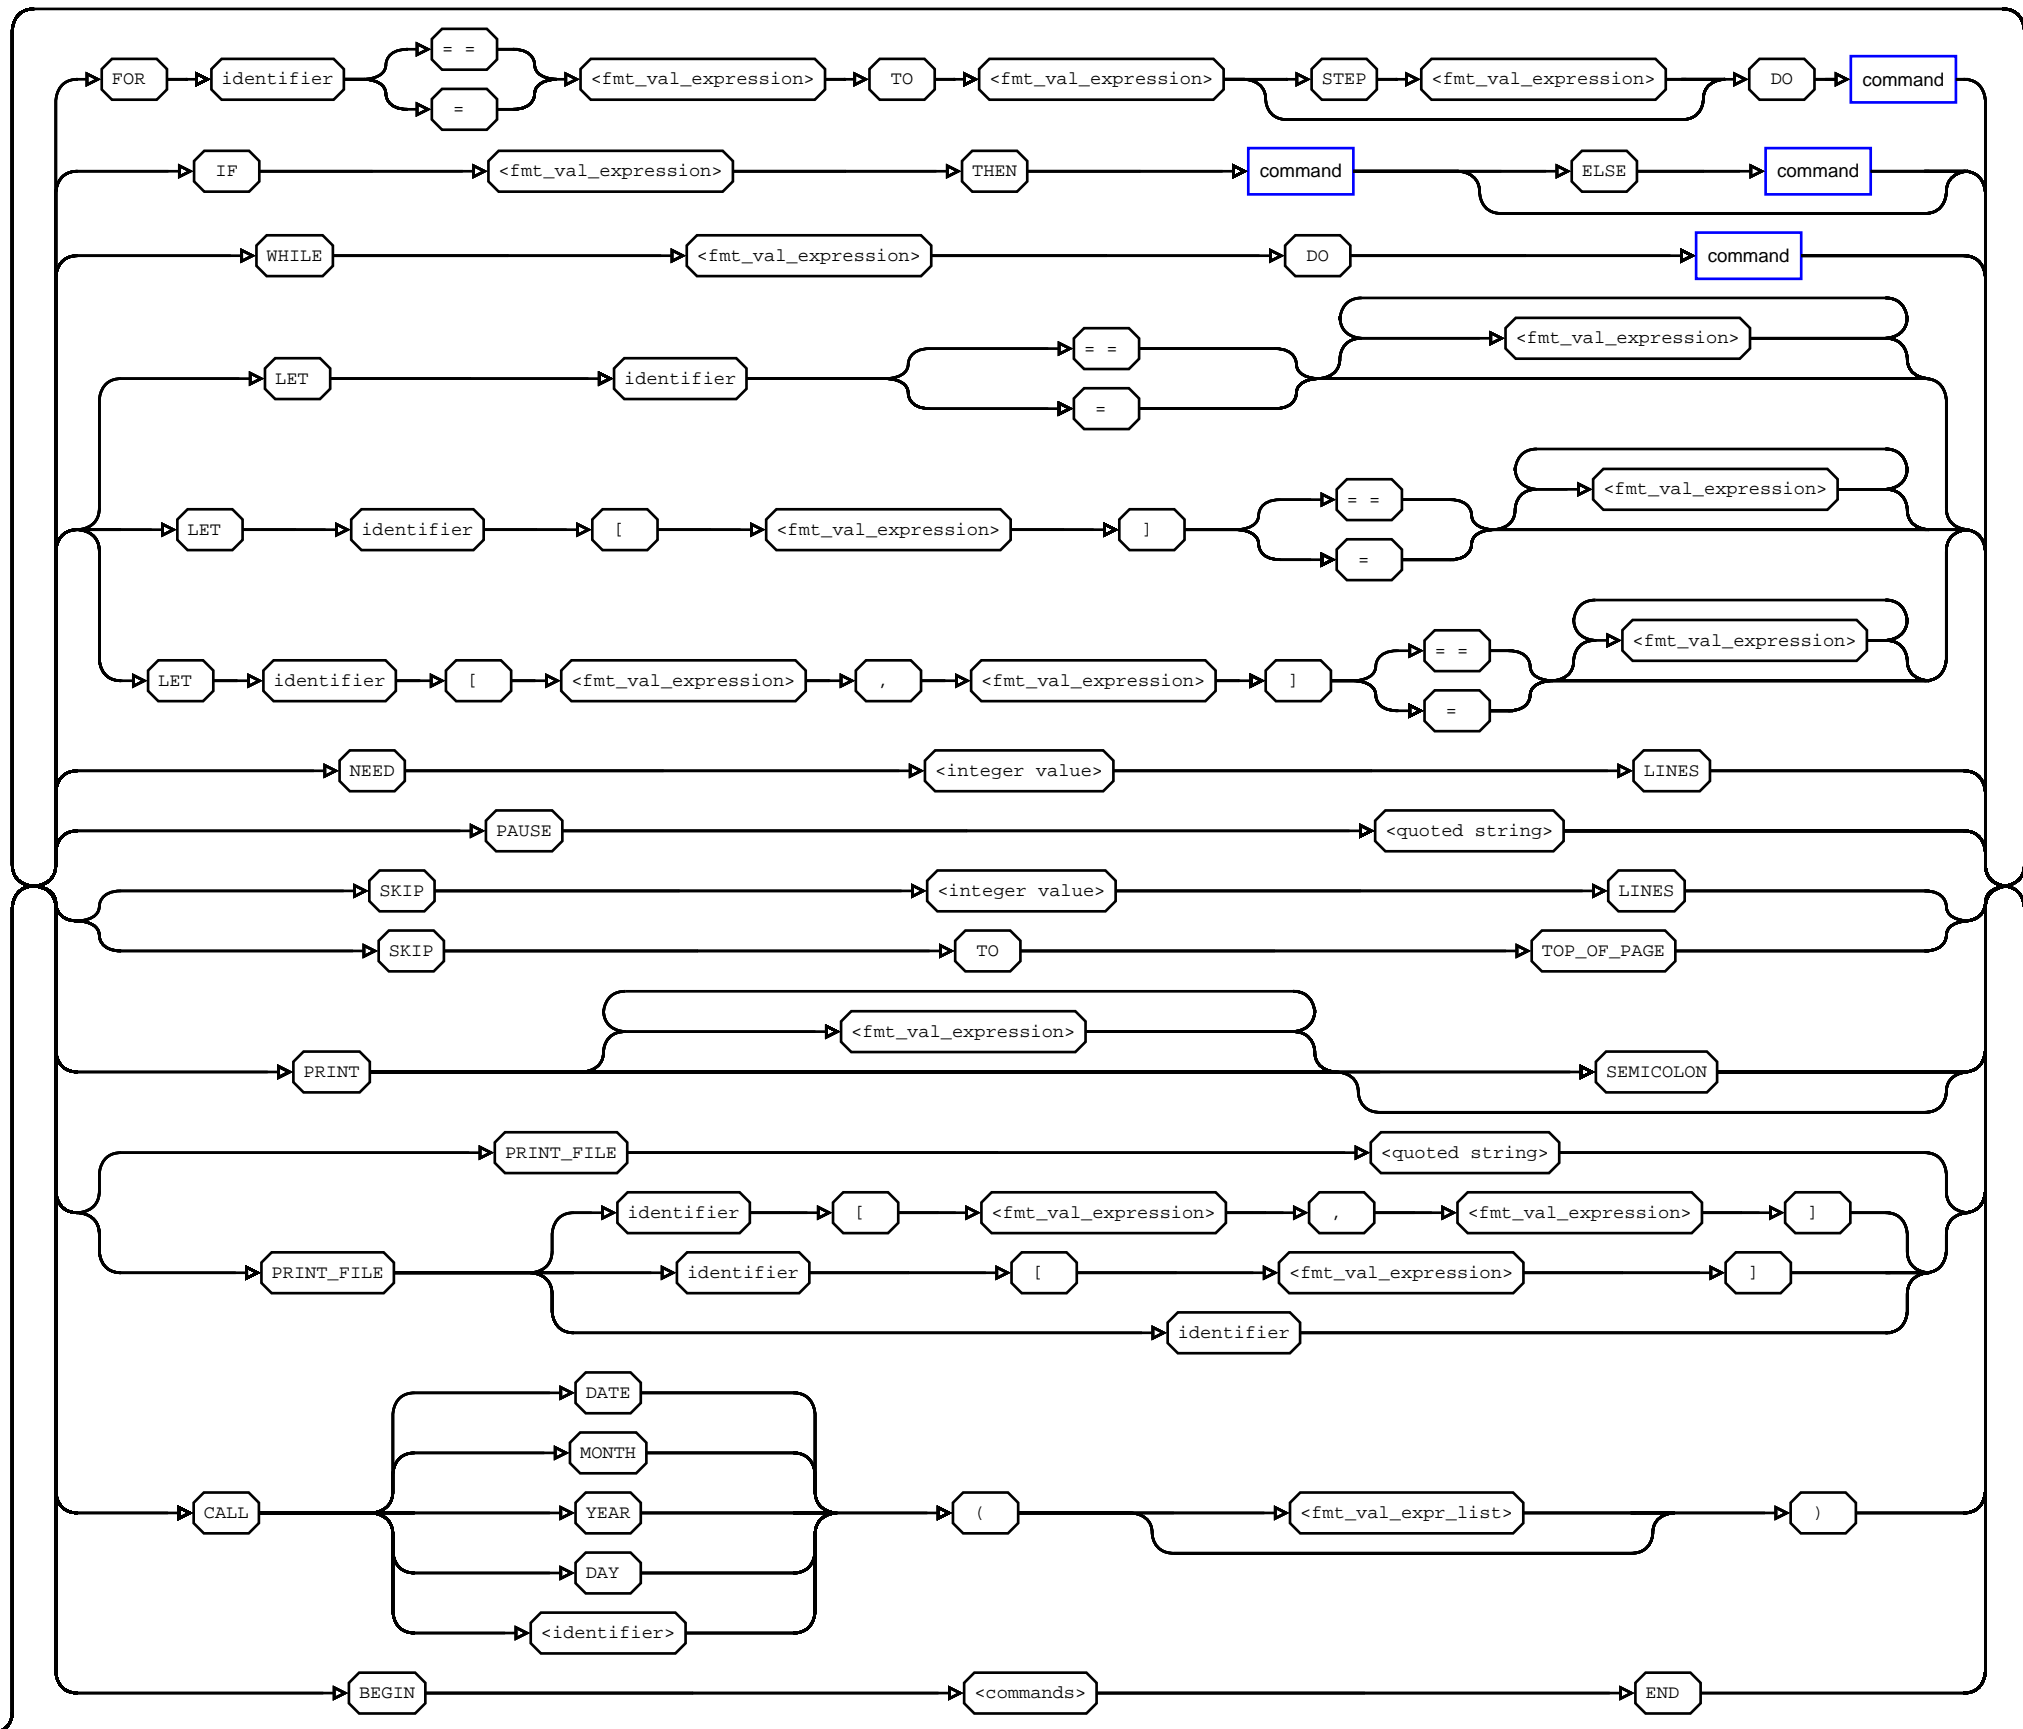 = =
FOR identifier <fmt_val_expression> TO <fmt_val_expression> STEP <fmt_val_expression> DO command
=
IF <fmt_val_expression> THEN command ELSE command
WHILE <fmt_val_expression> DO command
= = <fmt_val_expression>
LET identifier
=
= = <fmt_val_expression>
LET identifier [ <fmt_val_expression> ]
=
= = <fmt_val_expression>
LET identifier [ <fmt_val_expression> , <fmt_val_expression> ]
=
NEED <integer value> LINES
PAUSE <quoted string>
SKIP <integer value> LINES
SKIP TO TOP_OF_PAGE
<fmt_val_expression>
PRINT SEMICOLON
PRINT_FILE <quoted string>
identifier [ <fmt_val_expression> , <fmt_val_expression> ]
PRINT_FILE identifier [ <fmt_val_expression> ]
identifier
DATE
MONTH
CALL YEAR ( <fmt_val_expr_list> )
DAY
<identifier>
BEGIN <commands> END